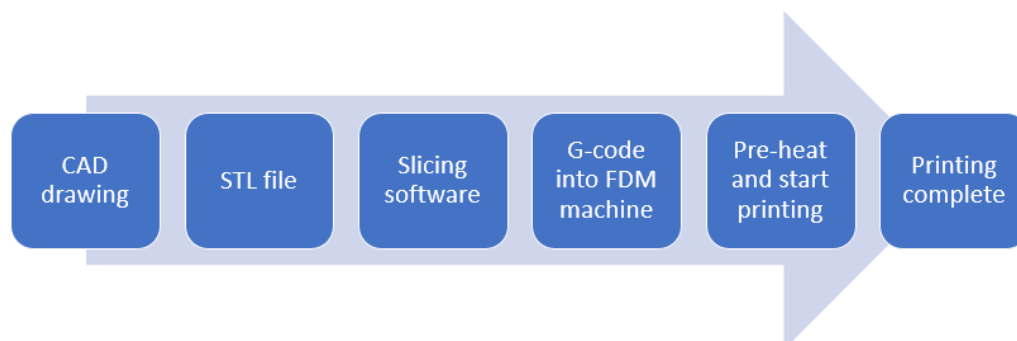 CAD
drawing
STL file
Slicing
software
G-code
into FDM
machine
Pre-heat
and start
printing
Printing
complete